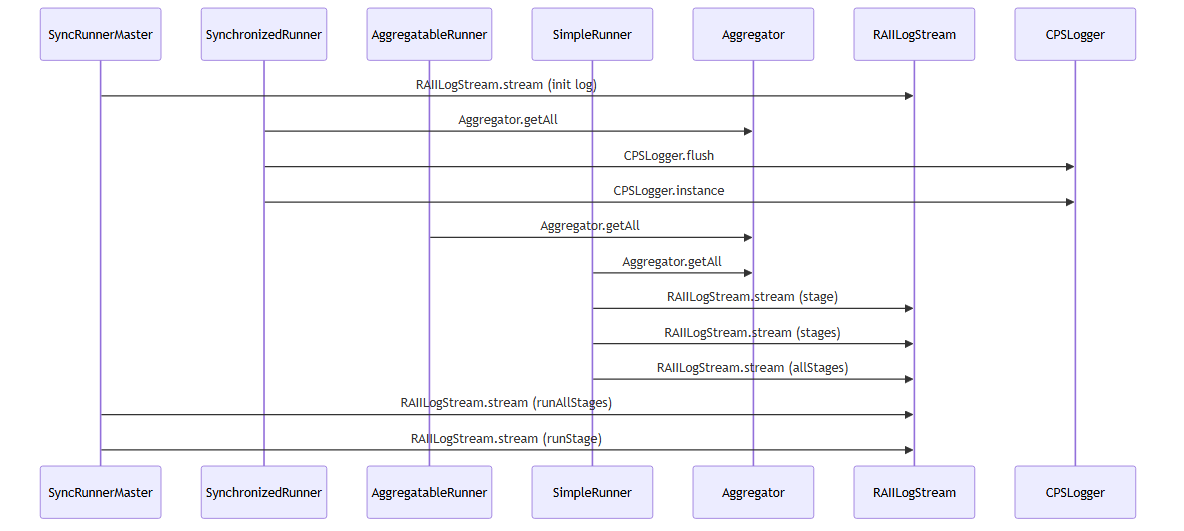 SyncRunnerMaster
SynchronizedRunner
AggregatableRunner
SimpleRunner
Aggregator
RAIILogStream
CPSLogger
RAIILogStream.stream (init log)
Aggregator.getAll
CPSLogger.flush
CPSLogger.instance
Aggregator.getAll
Aggregator.getAll
RAIILogStream.stream (stage)
RAIILogStream.stream (stages)
RAIILogStream.stream (allStages)
RAIILogStream.stream (runAllStages)
RAIILogStream.stream (runStage)
SyncRunnerMaster
SynchronizedRunner
AggregatableRunner
SimpleRunner
Aggregator
RAIILogStream
CPSLogger